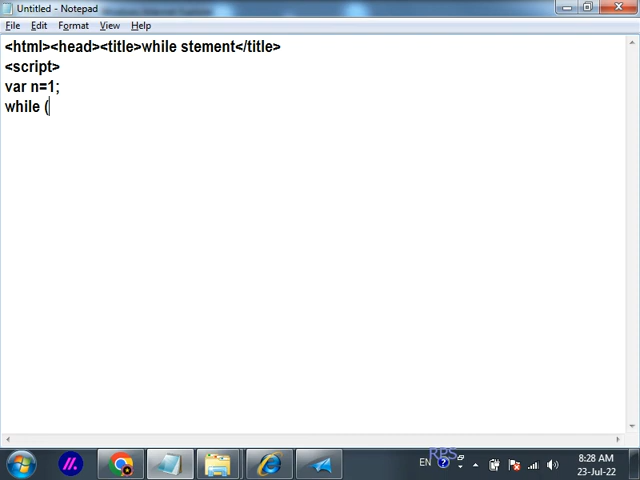 Untitled - Notepad
File Edit Format View Help
<html><head><title>while stement</title>
<script>
var n=1;
while (
EN
RPS
8:28 AM
23-Jul-22